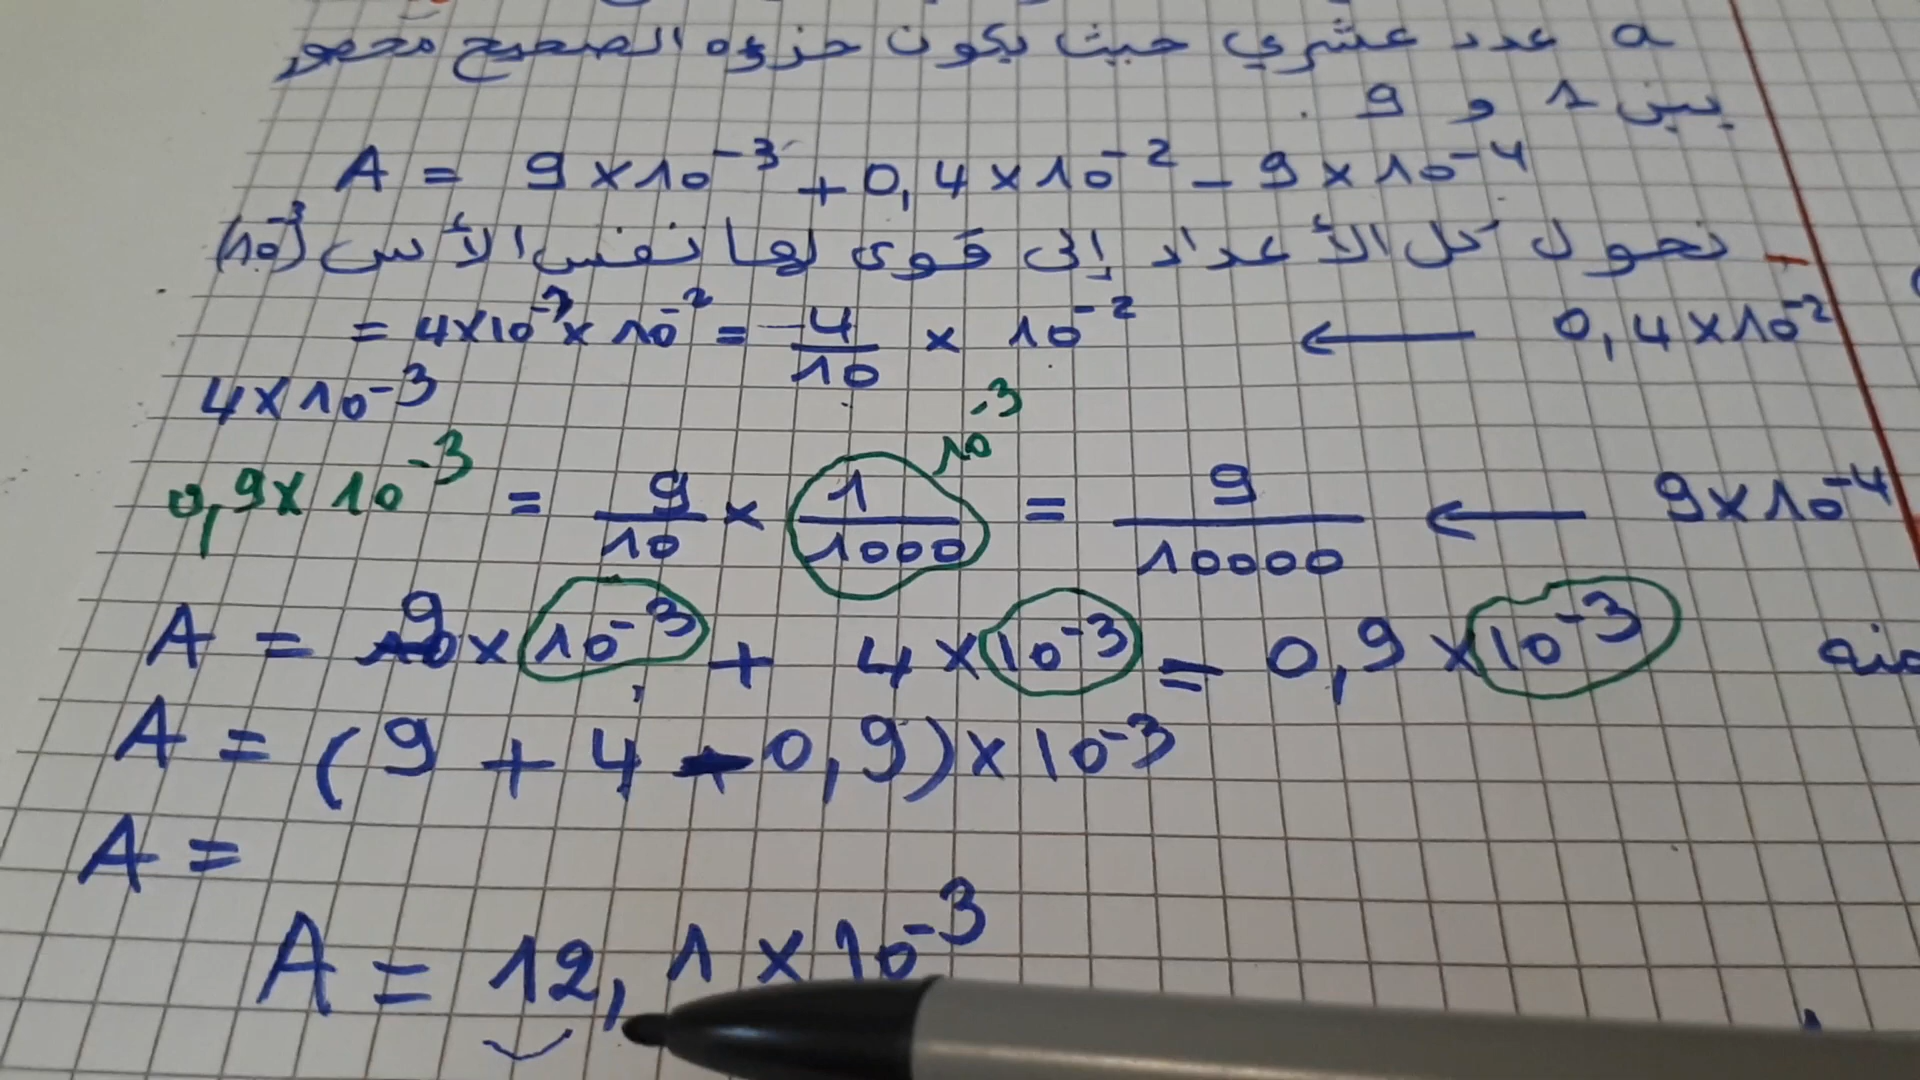 a عدد عشري حيث يكون جزؤه الصحيح محصور
بين 1 و 9 .
A = 9 × 10⁻³ + 0,4 × 10⁻² − 9 × 10⁻⁴
- نحول كل الأعداد إلى قوى لها نفس الأس (10⁻³)
0,4 × 10⁻² ← = 4 × 10⁻¹ × 10⁻² = 4/10 × 10⁻²
4 × 10⁻³
10⁻³
0,9 × 10⁻³ = 9/10 × 1/1000 = 9/10000 ← 9 × 10⁻⁴
A = 9 × 10⁻³ + 4 × 10⁻³ − 0,9 × 10⁻³ منه
A = (9 + 4 − 0,9) × 10⁻³
A =
A = 12,1 × 10⁻³